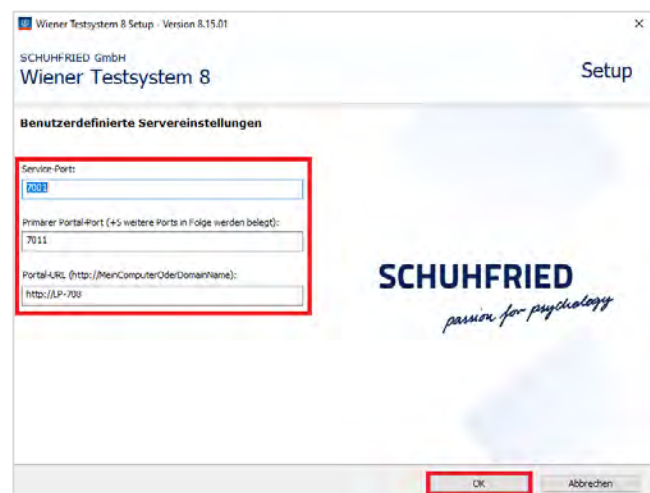 Wiener Testsystem 8 Setup - Version 8.15.01
SCHUHFRIED GmbH
Wiener Testsystem 8
Setup
Benutzerdefinierte Servereinstellungen
Service-Port:
7001
Primärer Portal-Port (+5 weitere Ports in Folge werden belegt):
7011
Portal-URL (http://MeinComputerOderDomainName):
http://LP-708
SCHUHFRIED
passion for psychology
OK
Abbrechen